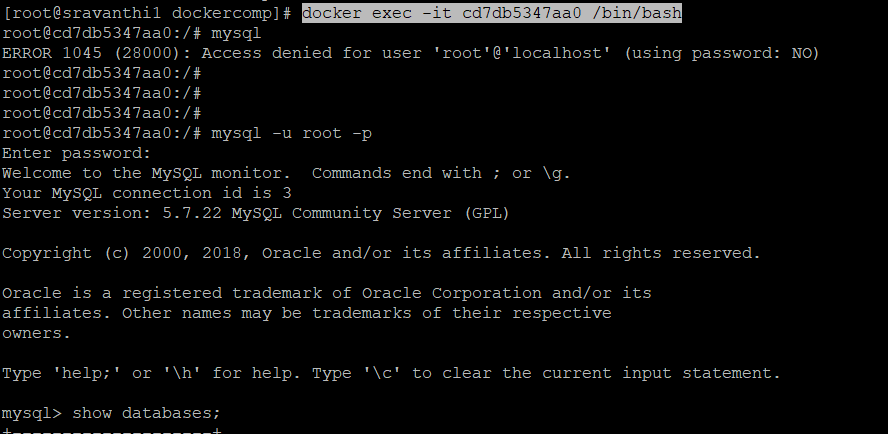 [root@sravanthi1 dockercomp]# docker exec -it cd7db5347aa0 /bin/bash
root@cd7db5347aa0:/# mysql
ERROR 1045 (28000): Access denied for user 'root'@'localhost' (using password: NO)
root@cd7db5347aa0:/#
root@cd7db5347aa0:/#
root@cd7db5347aa0:/#
root@cd7db5347aa0:/# mysql -u root -p
Enter password:
Welcome to the MySQL monitor.  Commands end with ; or \g.
Your MySQL connection id is 3
Server version: 5.7.22 MySQL Community Server (GPL)

Copyright (c) 2000, 2018, Oracle and/or its affiliates. All rights reserved.

Oracle is a registered trademark of Oracle Corporation and/or its
affiliates. Other names may be trademarks of their respective
owners.

Type 'help;' or '\h' for help. Type '\c' to clear the current input statement.

mysql> show databases;
+--------------------+